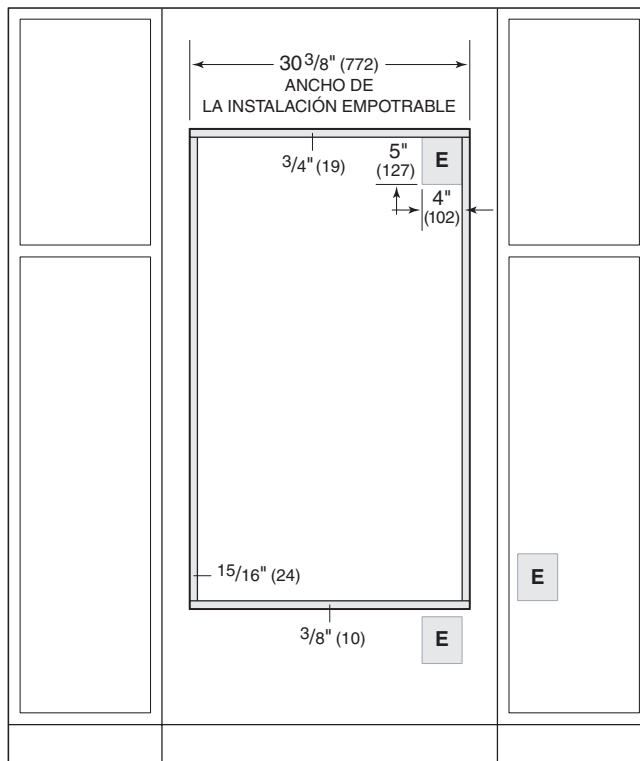 30 3/8" (772)
ANCHO DE
LA INSTALACIÓN EMPOTRABLE
3/4" (19)
5"
(127)
E
4"
(102)
15/16" (24)
E
3/8" (10)
E